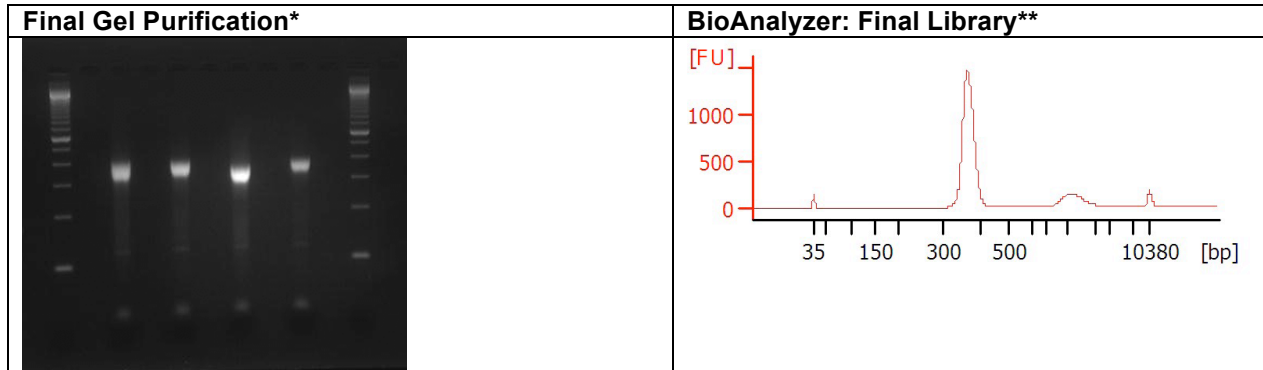 Final Gel Purification*
BioAnalyzer: Final Library**
[FU]
1000
500
0
35 150 300 500 10380 [bp]